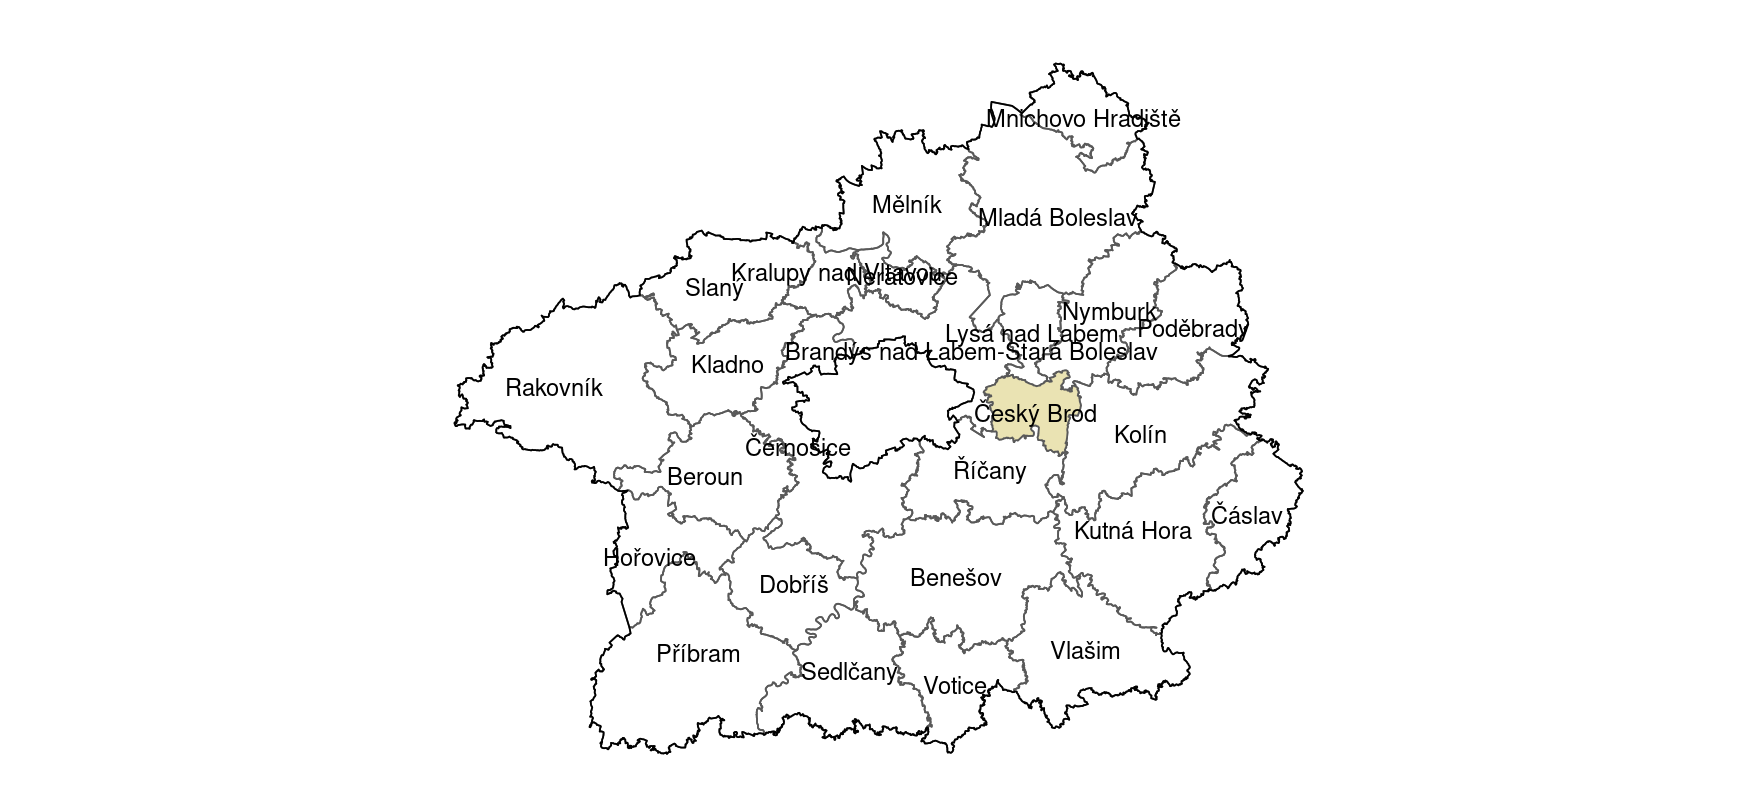 Mnichovo Hradiště
Mělník
Mladá Boleslav
Kralupy nad Vltavou
Neratovice
Slaný
Nymburk
Poděbrady
Lysá nad Labem
Brandýs nad Labem-Stará Boleslav
Kladno
Rakovník
Český Brod
Kolín
Černošice
Říčany
Beroun
Čáslav
Kutná Hora
Hořovice
Benešov
Dobříš
Vlašim
Příbram
Sedlčany
Votice